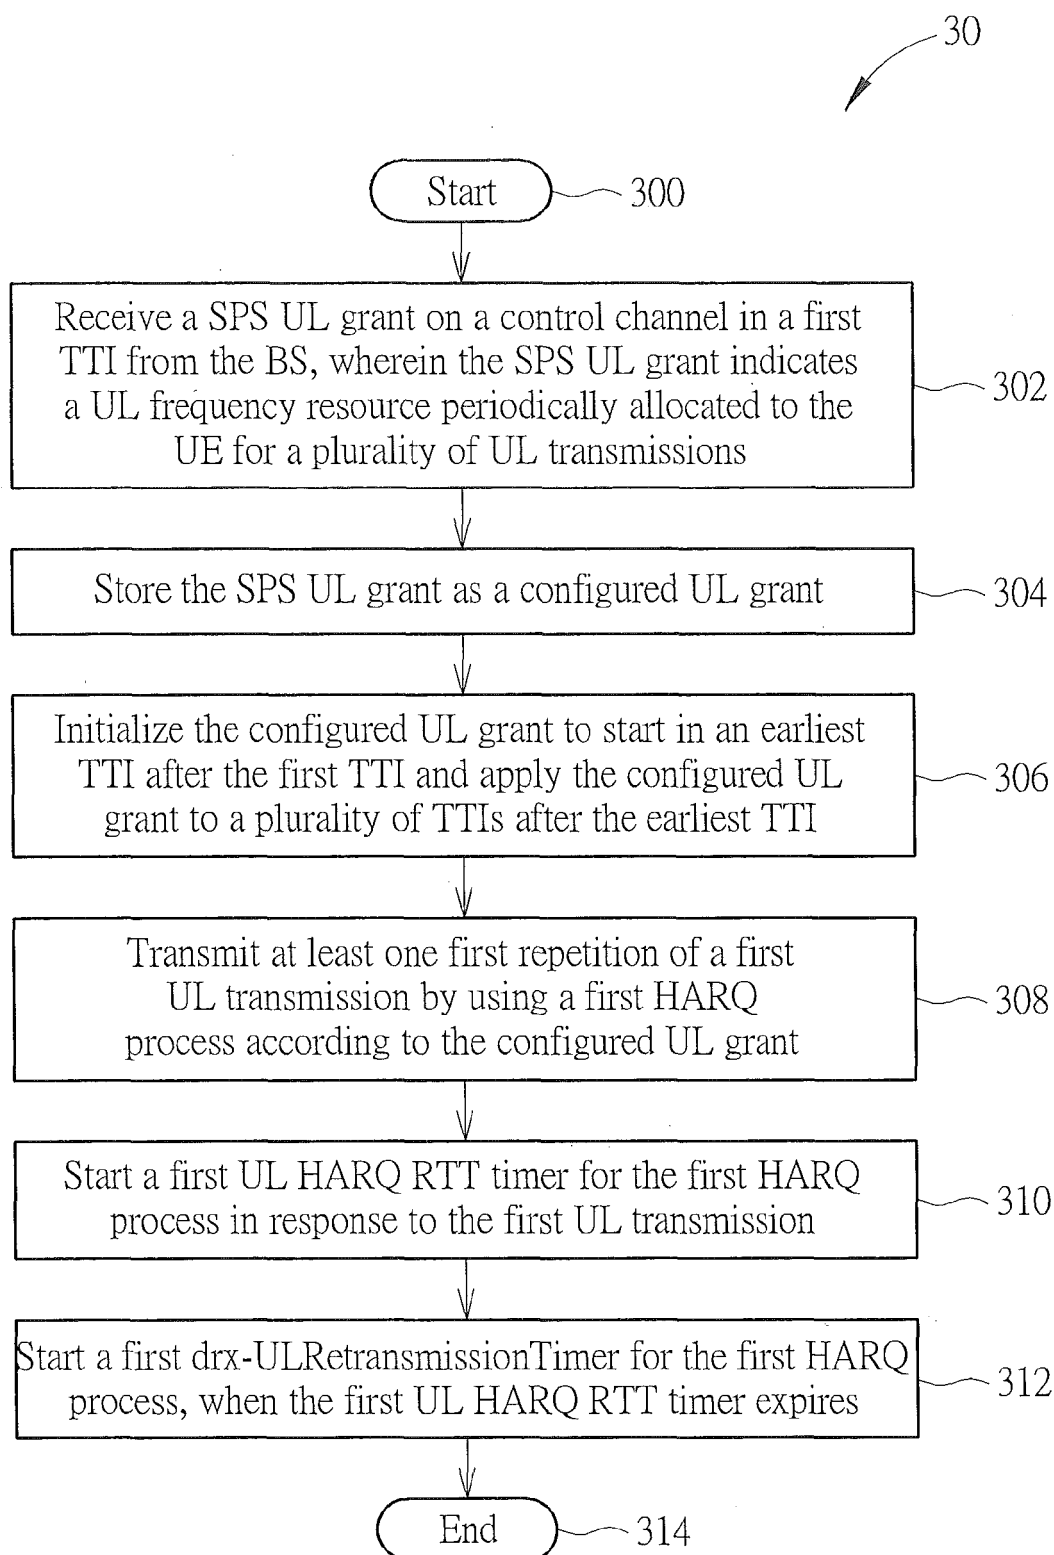 30
Start
300
Receive a SPS UL grant on a control channel in a first
TTI from the BS, wherein the SPS UL grant indicates
a UL frequency resource periodically allocated to the
UE for a plurality of UL transmissions
302
Store the SPS UL grant as a configured UL grant
304
Initialize the configured UL grant to start in an earliest
TTI after the first TTI and apply the configured UL
grant to a plurality of TTIs after the earliest TTI
306
Transmit at least one first repetition of a first
UL transmission by using a first HARQ
process according to the configured UL grant
308
Start a first UL HARQ RTT timer for the first HARQ
process in response to the first UL transmission
310
Start a first drx-ULRetransmissionTimer for the first HARQ
process, when the first UL HARQ RTT timer expires
312
End
314